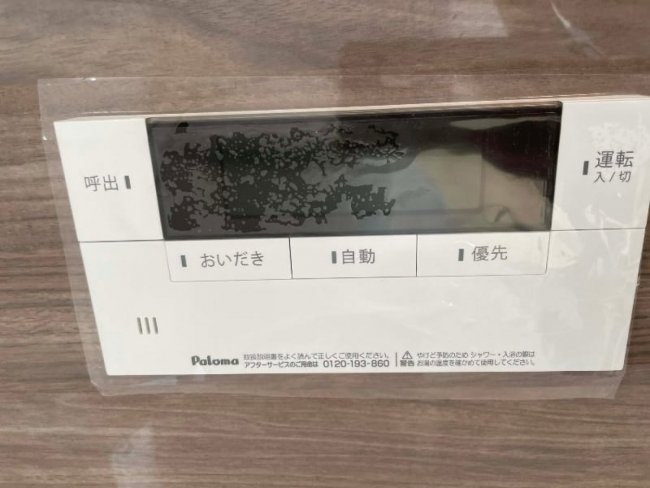 呼出
運転
入/切
おいだき
自動
優先
Paloma
取扱説明書をよく読んで正しくご使用ください。
アフターサービスのご用命は 0120-193-860
警告
やけど予防のため シャワー・入浴の際は
お湯の温度を確かめて使用してください。